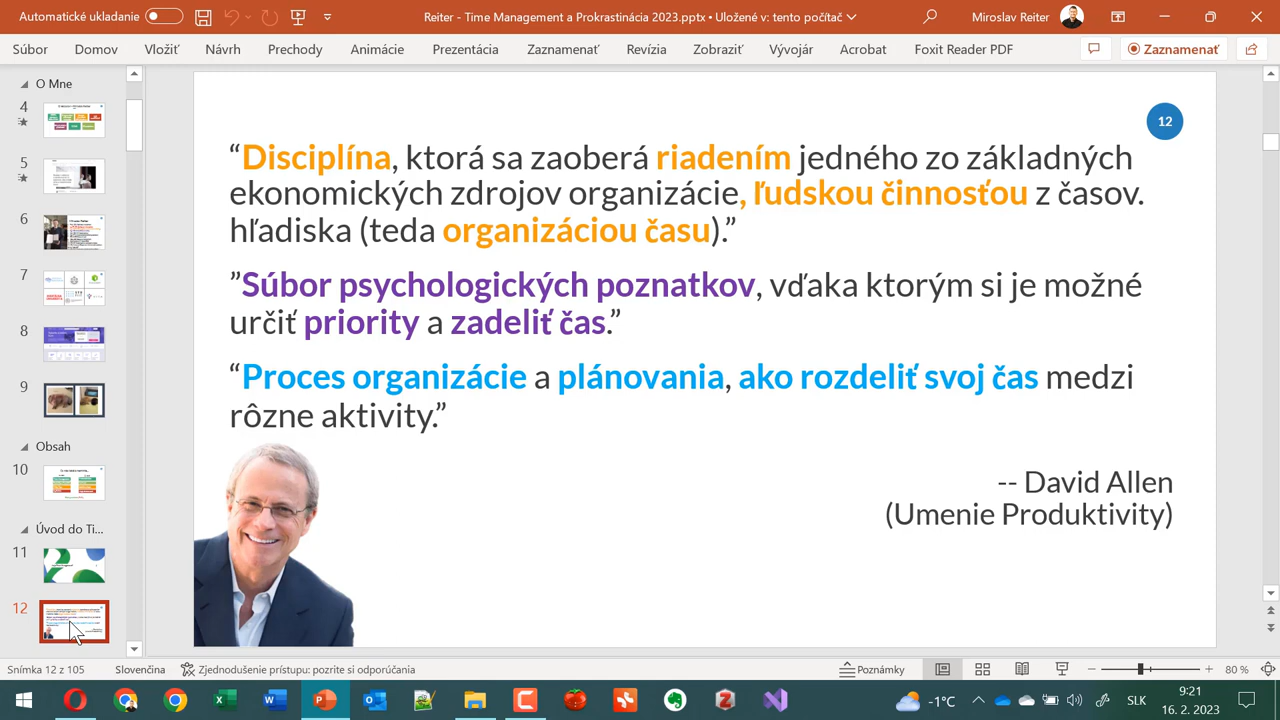 Automatické ukladanie
Reiter - Time Management a Prokrastinácia 2023.pptx • Uložené v: tento počítač
Miroslav Reiter
Súbor Domov Vložiť Návrh Prechody Animácie Prezentácia Zaznamenať Revízia Zobraziť Vývojár Acrobat Foxit Reader PDF Zaznamenať
O Mne
4
5
6
7
8
9
Obsah
10
Úvod do Ti...
11
12
12
“Disciplína, ktorá sa zaoberá riadením jedného zo základných
ekonomických zdrojov organizácie, ľudskou činnosťou z časov.
hľadiska (teda organizáciou času).”
”Súbor psychologických poznatkov, vďaka ktorým si je možné
určiť priority a zadeliť čas.”
“Proces organizácie a plánovania, ako rozdeliť svoj čas medzi
rôzne aktivity.”
-- David Allen
(Umenie Produktivity)
Snímka 12 z 105 Slovenčina Zjednodušenie prístupu: pozrite si odporúčania Poznámky 80 %
-1°C SLK 9:21
16. 2. 2023